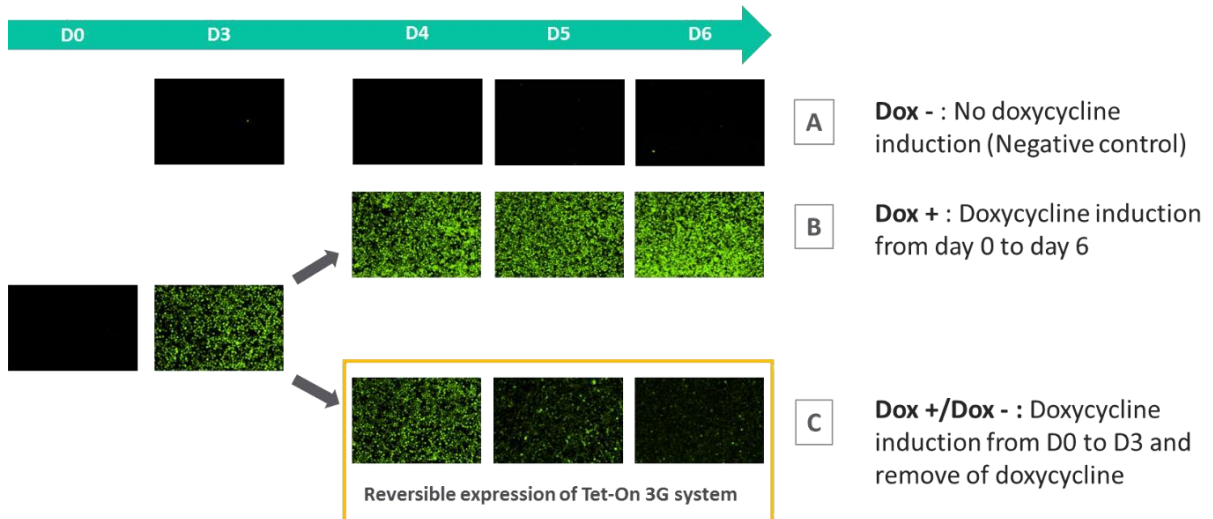 D0 D3 D4 D5 D6
A
Dox - : No doxycycline
induction (Negative control)
B
Dox + : Doxycycline induction
from day 0 to day 6
C
Dox +/Dox - : Doxycycline
induction from D0 to D3 and
remove of doxycycline
Reversible expression of Tet-On 3G system